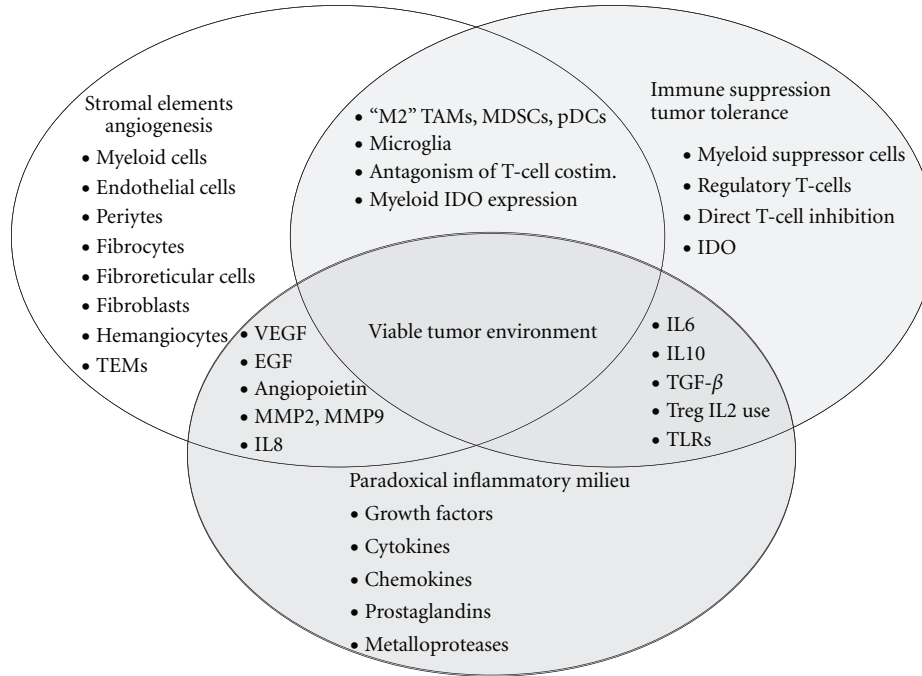 Stromal elements
angiogenesis
• Myeloid cells
• Endothelial cells
• Periytes
• Fibrocytes
• Fibroreticular cells
• Fibroblasts
• Hemangiocytes
• TEMs
• “M2” TAMs, MDSCs, pDCs
• Microglia
• Antagonism of T-cell costim.
• Myeloid IDO expression
Immune suppression
tumor tolerance
• Myeloid suppressor cells
• Regulatory T-cells
• Direct T-cell inhibition
• IDO
• VEGF
• EGF
• Angiopoietin
• MMP2, MMP9
• IL8
Viable tumor environment
• IL6
• IL10
• TGF-β
• Treg IL2 use
• TLRs
Paradoxical inflammatory milieu
• Growth factors
• Cytokines
• Chemokines
• Prostaglandins
• Metalloproteases